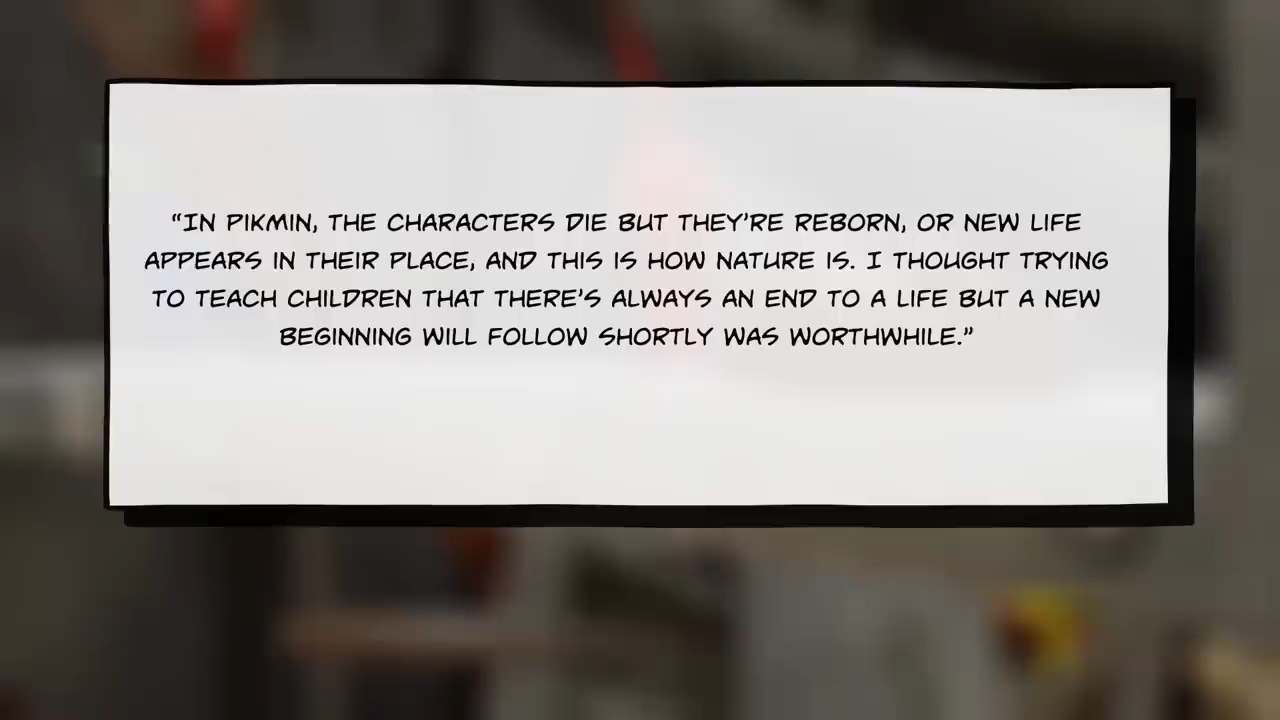 “IN PIKMIN, THE CHARACTERS DIE BUT THEY’RE REBORN, OR NEW LIFE
APPEARS IN THEIR PLACE, AND THIS IS HOW NATURE IS. I THOUGHT TRYING
TO TEACH CHILDREN THAT THERE’S ALWAYS AN END TO A LIFE BUT A NEW
BEGINNING WILL FOLLOW SHORTLY WAS WORTHWHILE.”